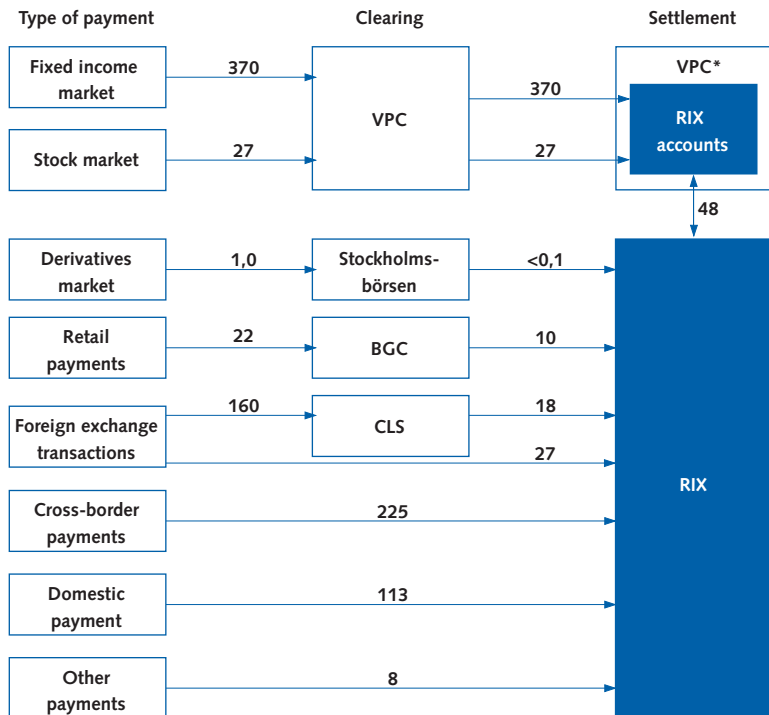 Type of payment
Clearing
Settlement
Fixed income
market
370
VPC
370
VPC*
RIX
accounts
Stock market
27
27
48
Derivatives
market
1,0
Stockholms-
börsen
<0,1
Retail
payments
22
BGC
10
Foreign exchange
transactions
160
CLS
18
27
RIX
Cross-border
payments
225
Domestic
payment
113
Other
payments
8